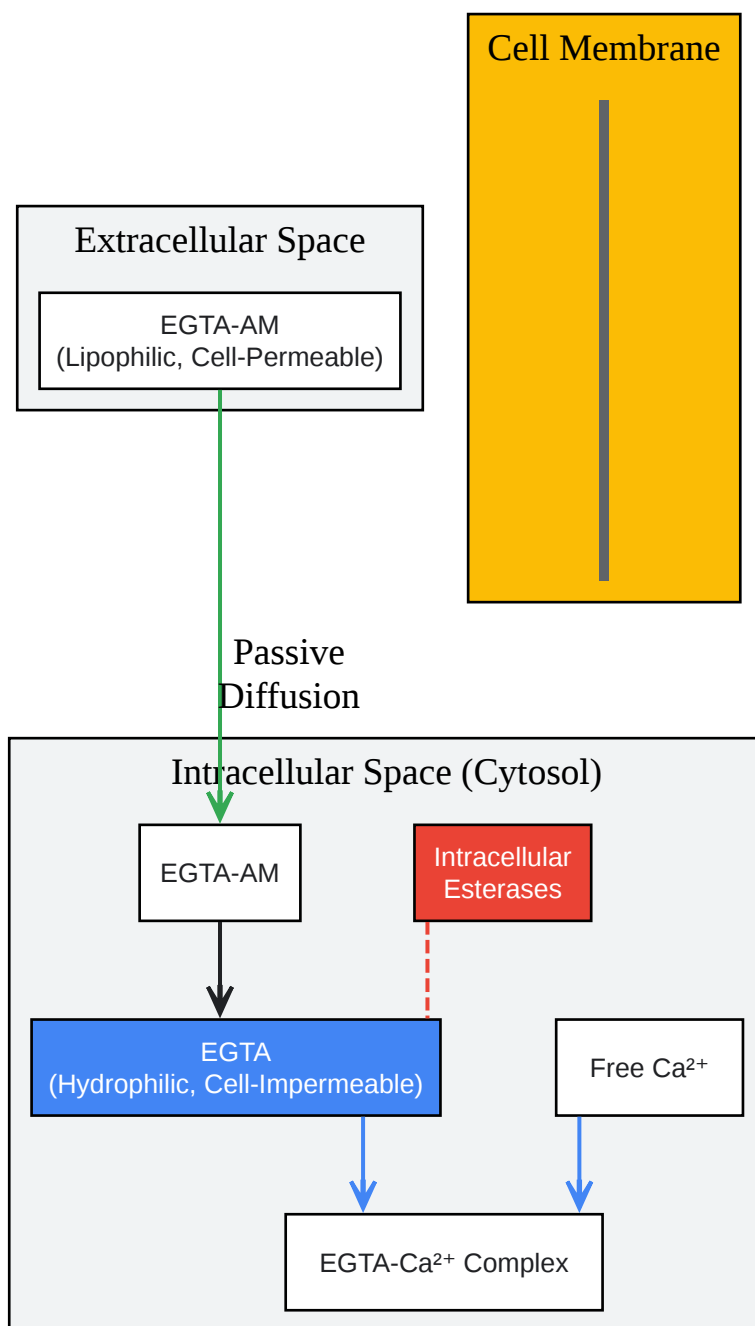 Cell Membrane
Extracellular Space
EGTA-AM
(Lipophilic, Cell-Permeable)
Passive
Diffusion
Intracellular Space (Cytosol)
EGTA-AM
Intracellular
Esterases
EGTA
(Hydrophilic, Cell-Impermeable)
Free Ca²⁺
EGTA-Ca²⁺ Complex